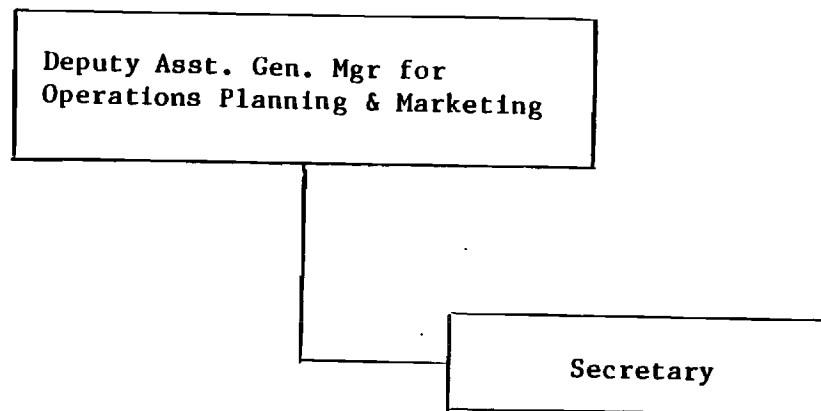 Deputy Asst. Gen. Mgr for
Operations Planning & Marketing
Secretary